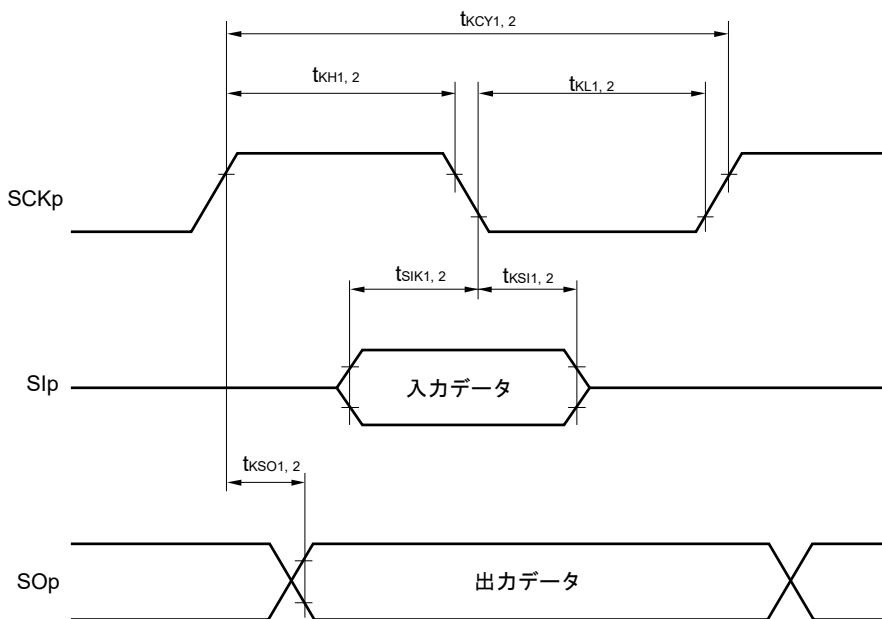 tKCY1, 2
tKH1, 2
tKL1, 2
SCKp
tSIK1, 2
tKSI1, 2
SIp
入力データ
tKSO1, 2
SOp
出力データ